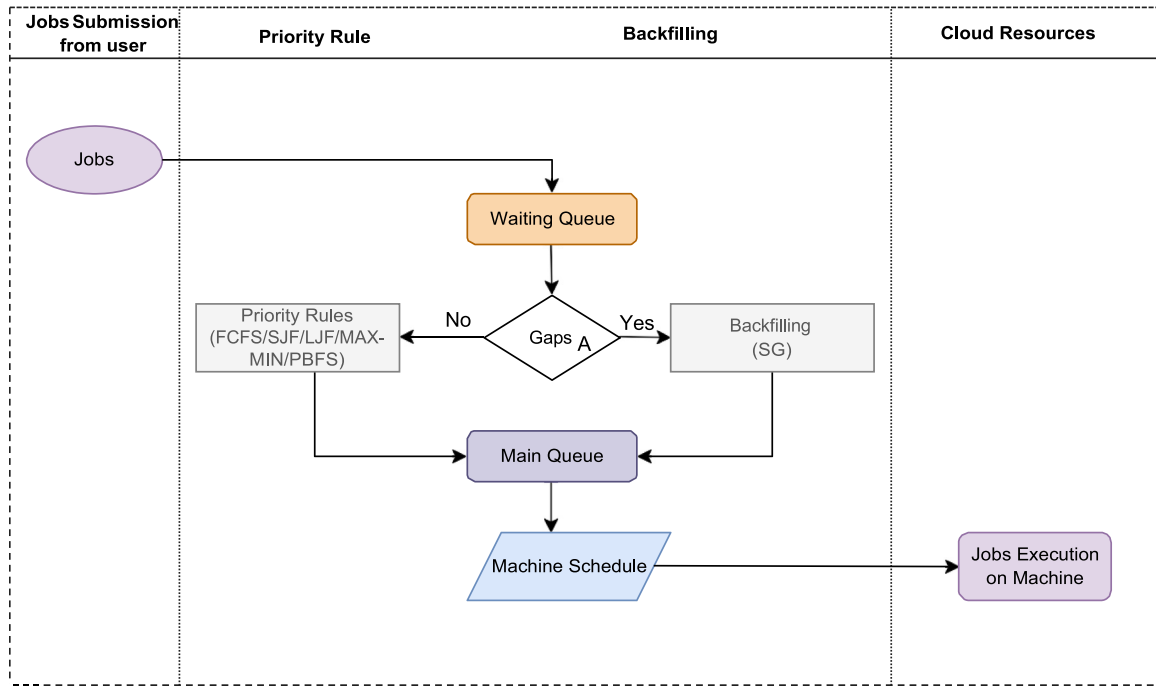 Jobs Submission
from user
Priority Rule
Backfilling
Cloud Resources
Jobs
Waiting Queue
Priority Rules
(FCFS/SJF/LJF/MAX-
MIN/PBFS)
No
Gaps A
Yes
Backfilling
(SG)
Main Queue
Machine Schedule
Jobs Execution
on Machine